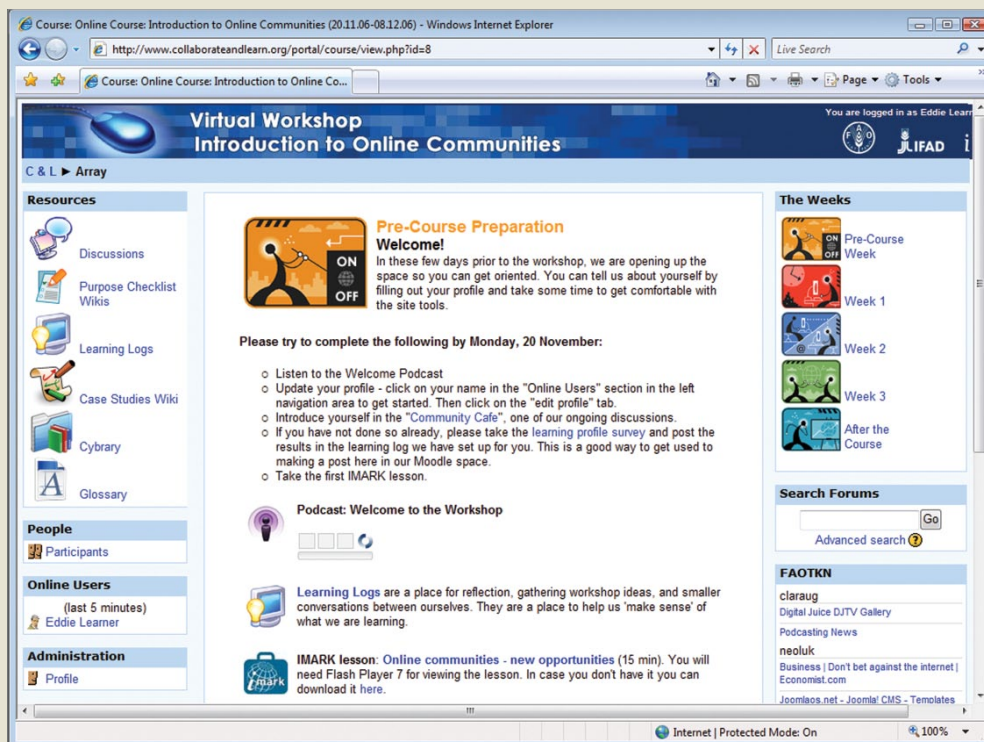 Course: Online Course: Introduction to Online Communities (20.11.06-08.12.06) - Windows Internet Explorer
http://www.collaborateandlearn.org/portal/course/view.php?id=8
Live Search
Course: Online Course: Introduction to Online Co...
Page
Tools
Virtual Workshop
Introduction to Online Communities
You are logged in as Eddie Learn
FAO
IFAD
i
C & L ► Array
Resources
Discussions
Purpose Checklist
Wikis
Learning Logs
Case Studies Wiki
Cybrary
Glossary
People
Participants
Online Users
(last 5 minutes)
Eddie Learner
Administration
Profile
ON
OFF
Pre-Course Preparation
Welcome!
In these few days prior to the workshop, we are opening up the
space so you can get oriented. You can tell us about yourself by
filling out your profile and take some time to get comfortable with
the site tools.
Please try to complete the following by Monday, 20 November:
Listen to the Welcome Podcast
Update your profile - click on your name in the "Online Users" section in the left
navigation area to get started. Then click on the "edit profile" tab.
Introduce yourself in the "Community Cafe", one of our ongoing discussions.
If you have not done so already, please take the learning profile survey and post the
results in the learning log we have set up for you. This is a good way to get used to
making a post here in our Moodle space.
Take the first IMARK lesson.
Podcast: Welcome to the Workshop
Learning Logs are a place for reflection, gathering workshop ideas, and smaller
conversations between ourselves. They are a place to help us 'make sense' of
what we are learning.
imark
IMARK lesson: Online communities - new opportunities (15 min). You will
need Flash Player 7 for viewing the lesson. In case you don't have it you can
download it here.
The Weeks
ON
OFF
Pre-Course
Week
Week 1
Week 2
Week 3
After the
Course
Search Forums
Go
Advanced search ?
FAOTKN
claraug
Digital Juice DJTV Gallery
Podcasting News
neoluk
Business | Don't bet against the internet |
Economist.com
Joomlaos.net - Joomla! CMS - Templates
Internet | Protected Mode: On
100%